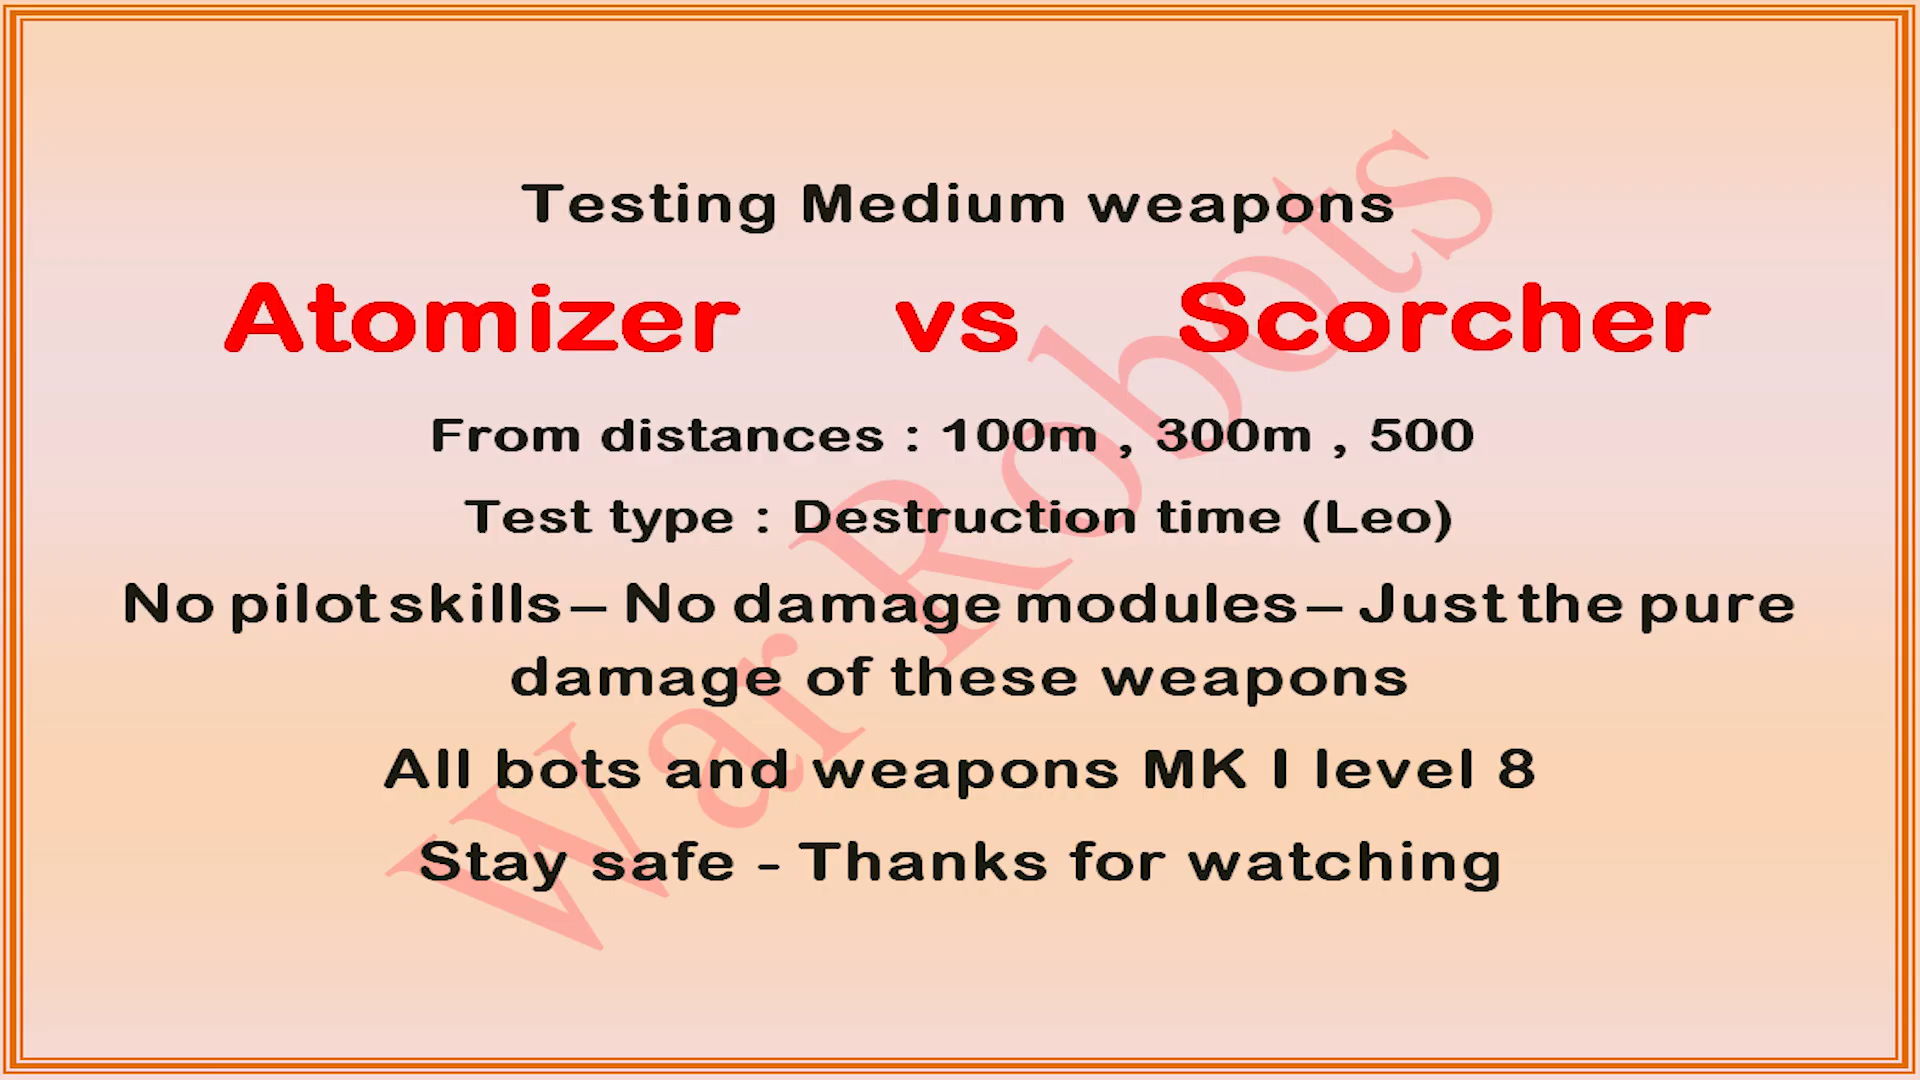 Testing Medium weapons
Atomizer vs Scorcher
From distances : 100m , 300m , 500
Test type : Destruction time (Leo)
No pilot skills – No damage modules – Just the pure
damage of these weapons
All bots and weapons MK I level 8
Stay safe - Thanks for watching
War Robots